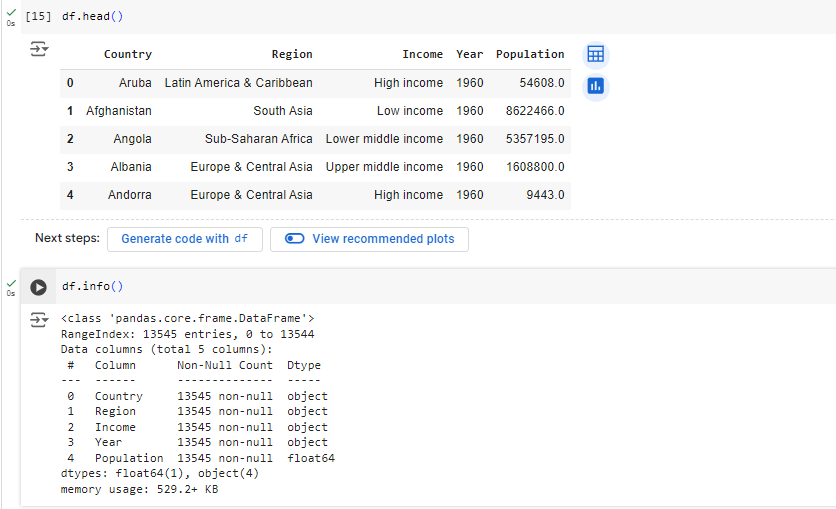 [15] df.head()
0s
Country Region Income Year Population
0 Aruba Latin America & Caribbean High income 1960 54608.0
1 Afghanistan South Asia Low income 1960 8622466.0
2 Angola Sub-Saharan Africa Lower middle income 1960 5357195.0
3 Albania Europe & Central Asia Upper middle income 1960 1608800.0
4 Andorra Europe & Central Asia High income 1960 9443.0
Next steps: Generate code with df View recommended plots
df.info()
0s
<class 'pandas.core.frame.DataFrame'>
RangeIndex: 13545 entries, 0 to 13544
Data columns (total 5 columns):
# Column Non-Null Count Dtype
--- ------ -------------- -----
0 Country 13545 non-null object
1 Region 13545 non-null object
2 Income 13545 non-null object
3 Year 13545 non-null object
4 Population 13545 non-null float64
dtypes: float64(1), object(4)
memory usage: 529.2+ KB